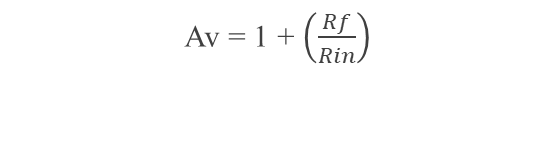 Av = 1 + (Rf/Rin)